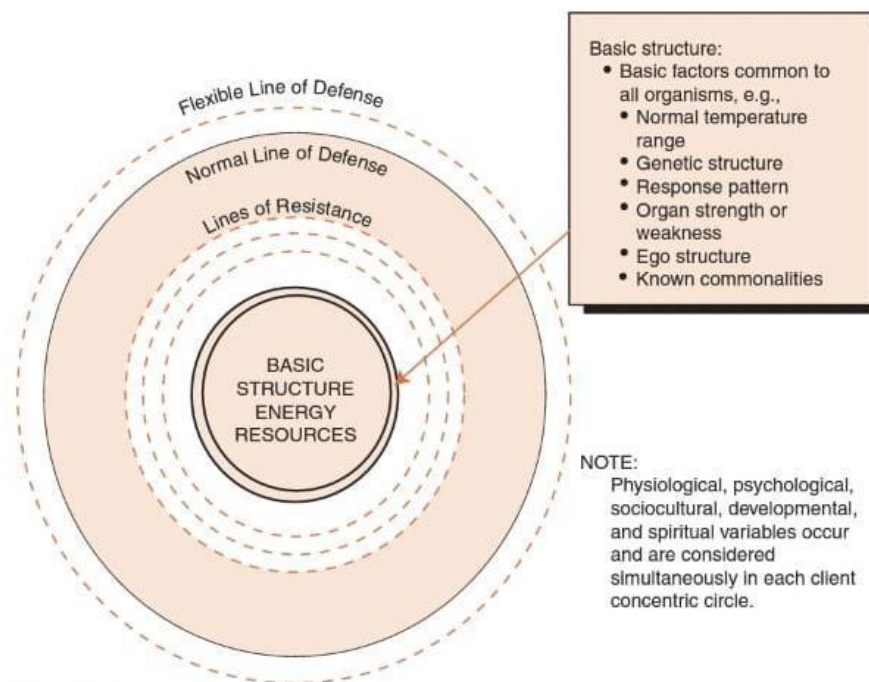 Flexible Line of Defense
Normal Line of Defense
Lines of Resistance
BASIC
STRUCTURE
ENERGY
RESOURCES
Basic structure:
• Basic factors common to
all organisms, e.g.,
• Normal temperature
range
• Genetic structure
• Response pattern
• Organ strength or
weakness
• Ego structure
• Known commonalities
NOTE:
Physiological, psychological,
sociocultural, developmental,
and spiritual variables occur
and are considered
simultaneously in each client
concentric circle.